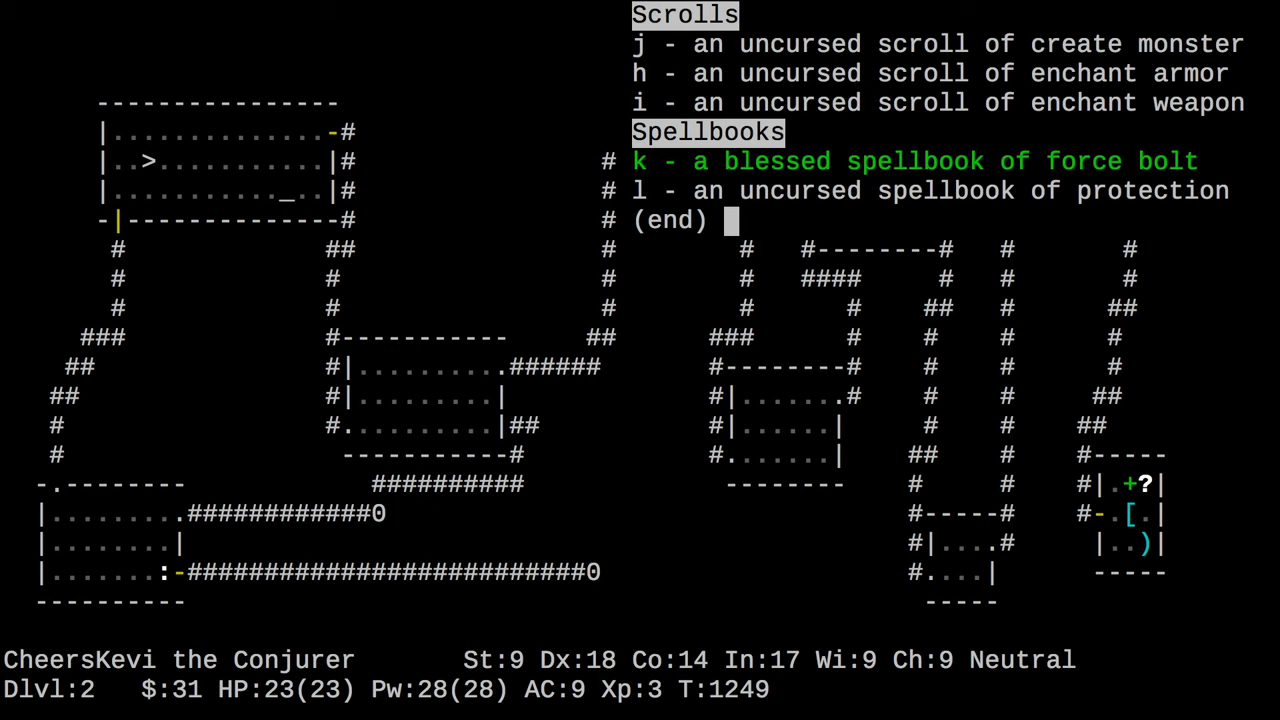 Scrolls
j - an uncursed scroll of create monster
h - an uncursed scroll of enchant armor
i - an uncursed scroll of enchant weapon
Spellbooks
k - a blessed spellbook of force bolt
l - an uncursed spellbook of protection
(end)
CheersKevi the Conjurer St:9 Dx:18 Co:14 In:17 Wi:9 Ch:9 Neutral
Dlvl:2 $:31 HP:23(23) Pw:28(28) AC:9 Xp:3 T:1249